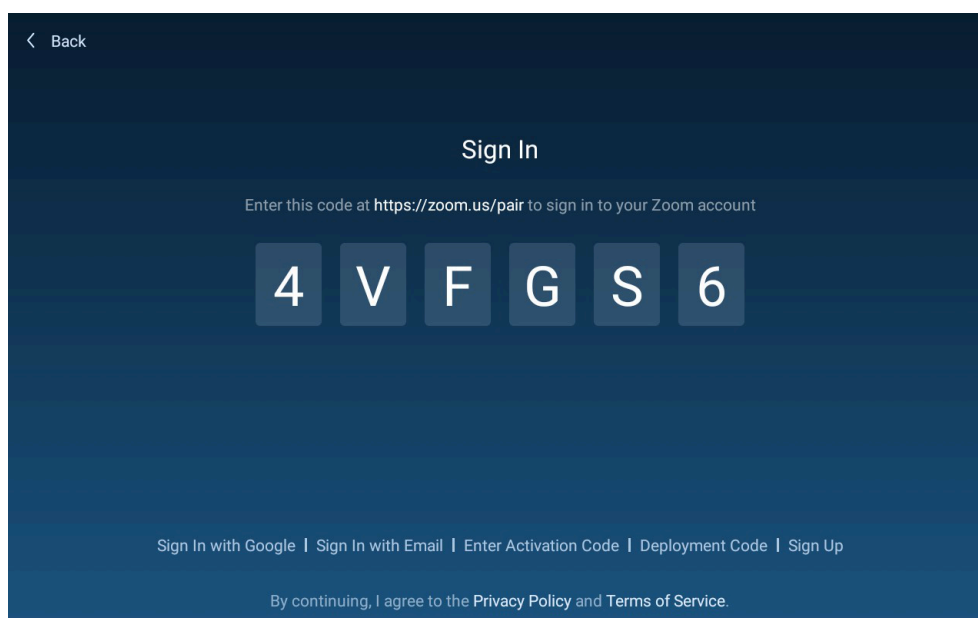 Back
Sign In
Enter this code at https://zoom.us/pair to sign in to your Zoom account
4 V F G S 6
Sign In with Google | Sign In with Email | Enter Activation Code | Deployment Code | Sign Up
By continuing, I agree to the Privacy Policy and Terms of Service.